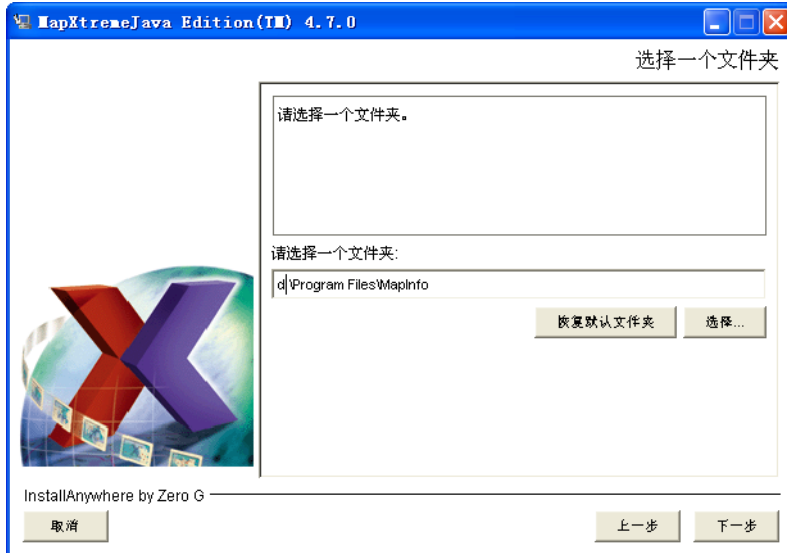 MapXtremeJava Edition(TM) 4.7.0
选择一个文件夹
请选择一个文件夹。
请选择一个文件夹:
d:\Program Files\MapInfo
恢复默认文件夹
选择...
InstallAnywhere by Zero G
取消
上一步
下一步